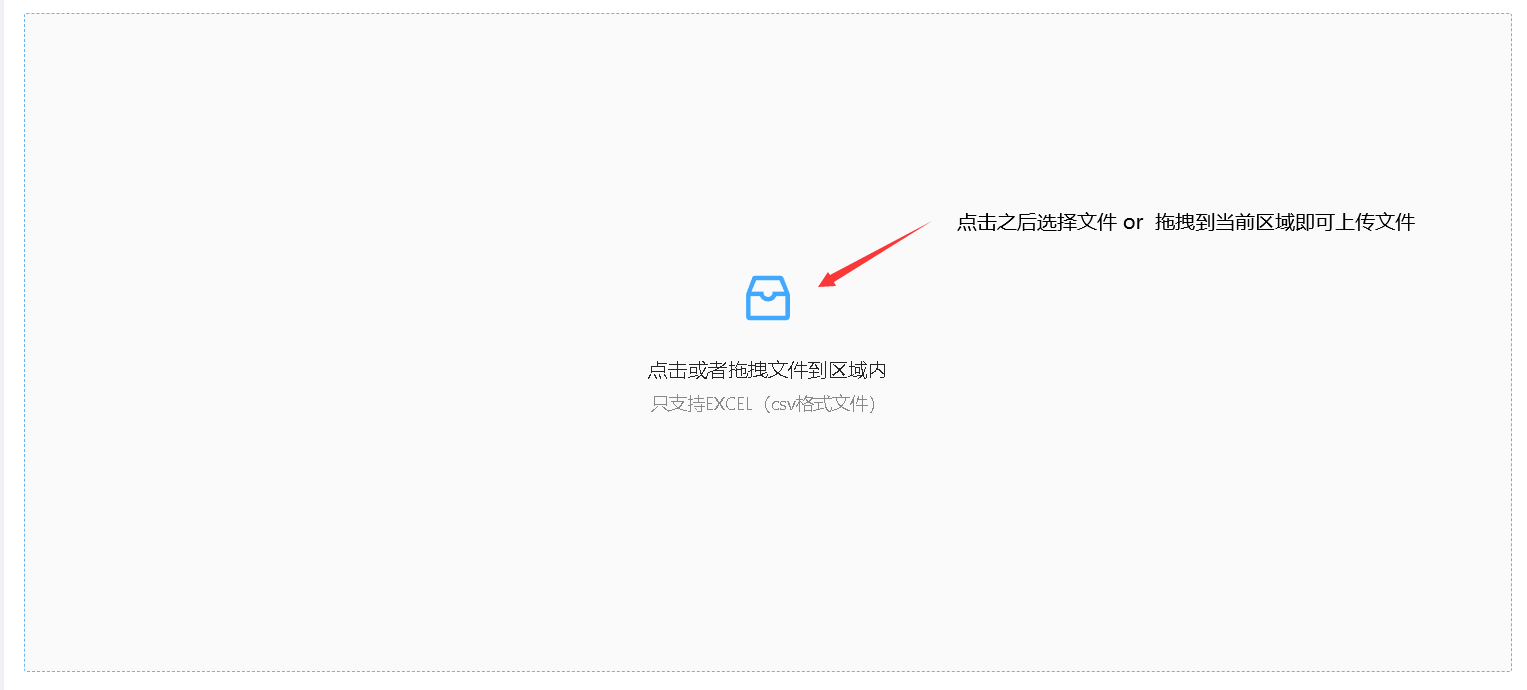 点击之后选择文件 or 拖拽到当前区域即可上传文件
点击或者拖拽文件到区域内
只支持EXCEL（csv格式文件）